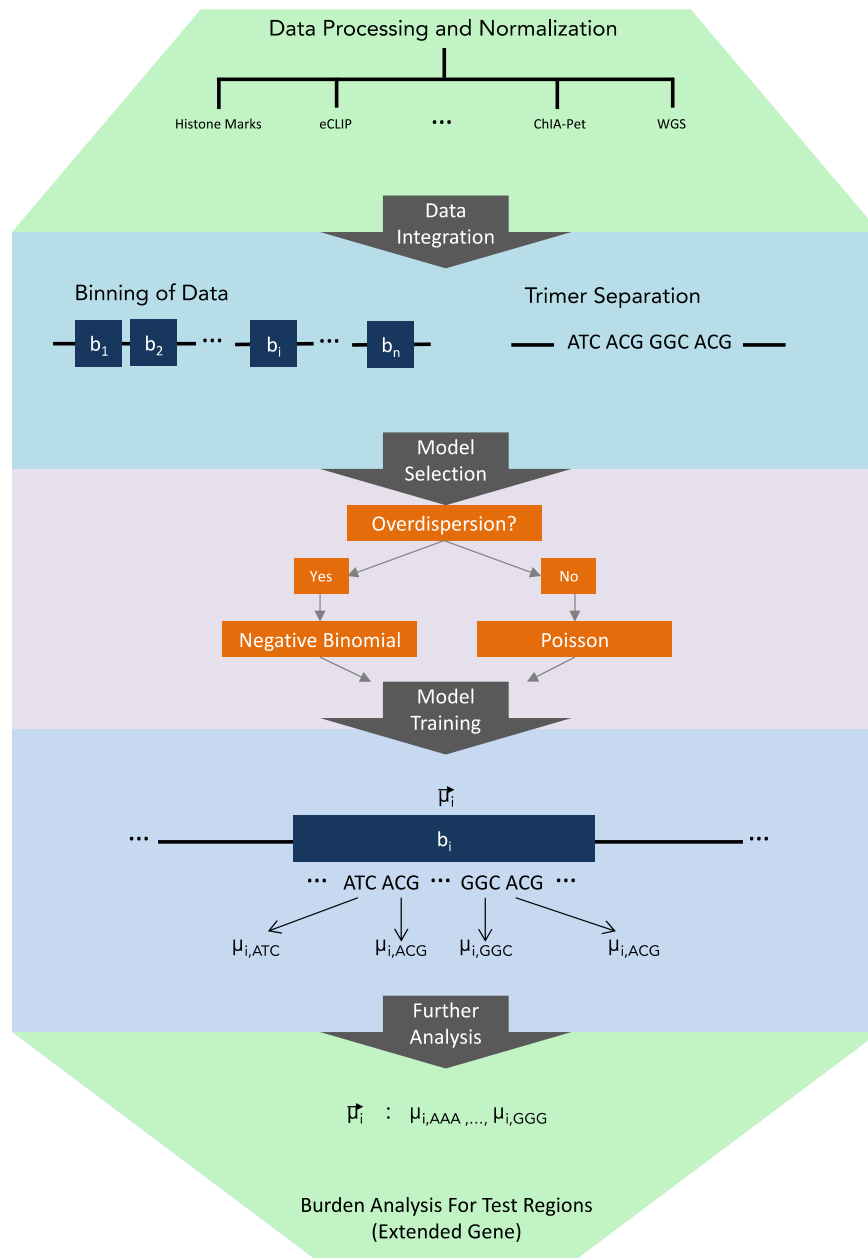 Data Processing and Normalization
Histone Marks eCLIP ... ChIA-Pet WGS
Data
Integration
Binning of Data
Trimer Separation
b1 b2 ... bi ... bn
ATC ACG GGC ACG
Model
Selection
Overdispersion?
Yes No
Negative Binomial Poisson
Model
Training
μ⃗i
... bi ...
... ATC ACG ... GGC ACG ...
μi,ATC μi,ACG μi,GGC μi,ACG
Further
Analysis
μ⃗i : μi,AAA ,..., μi,GGG
Burden Analysis For Test Regions
(Extended Gene)